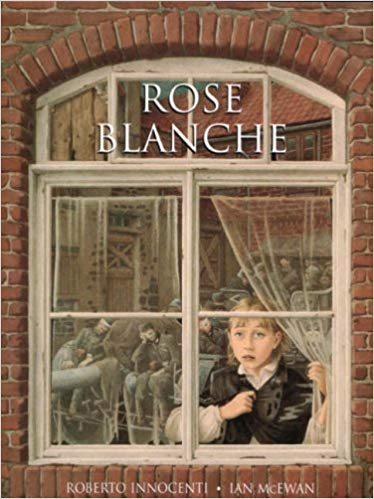 ROSE
BLANCHE
ROBERTO INNOCENTI • IAN McEWAN